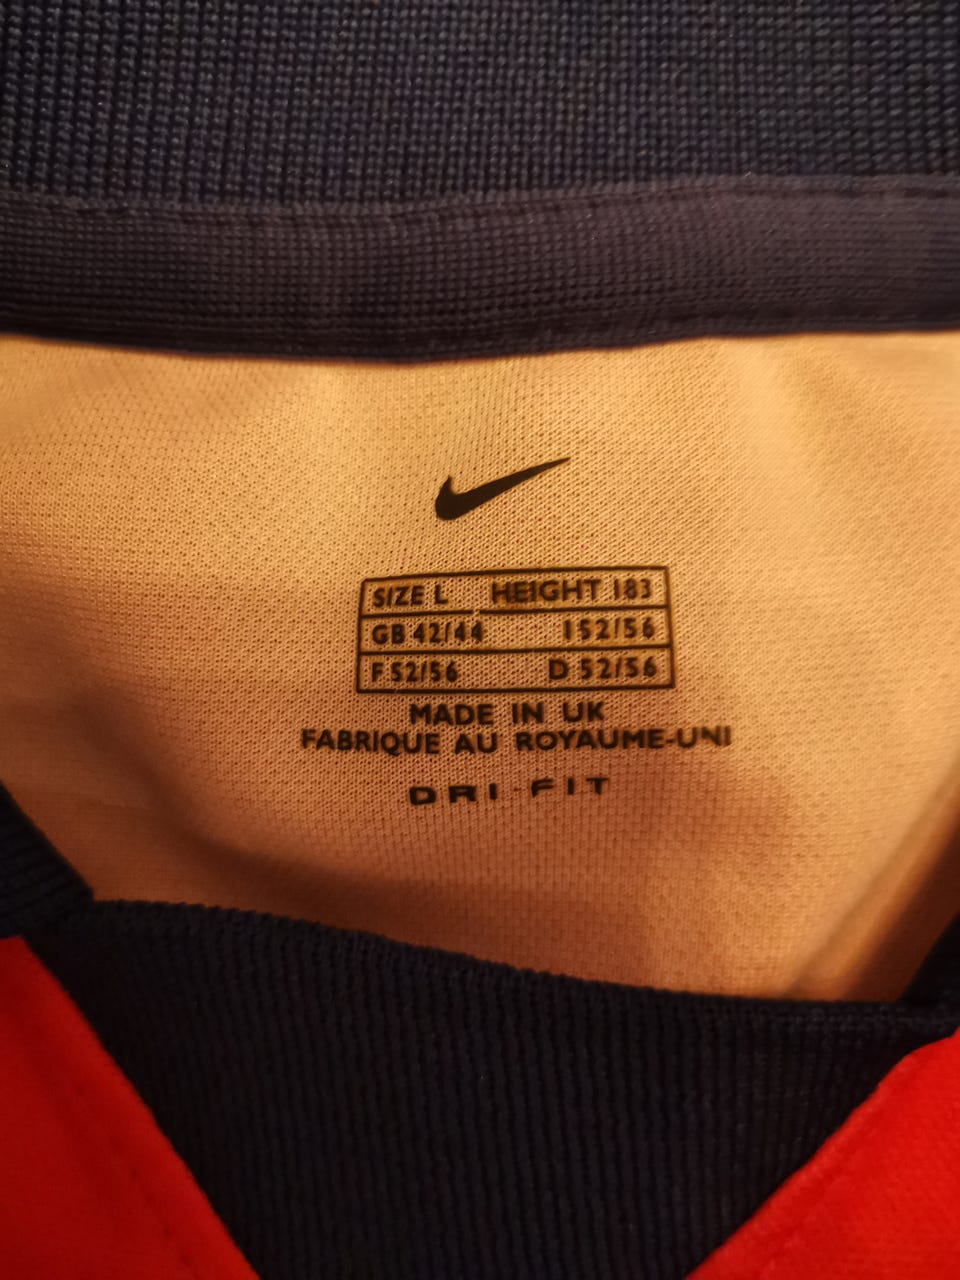 SIZE L HEIGHT 183
GB 42/44 I 52/56
F 52/56 D 52/56
MADE IN UK
FABRIQUE AU ROYAUME-UNI
DRI-FIT